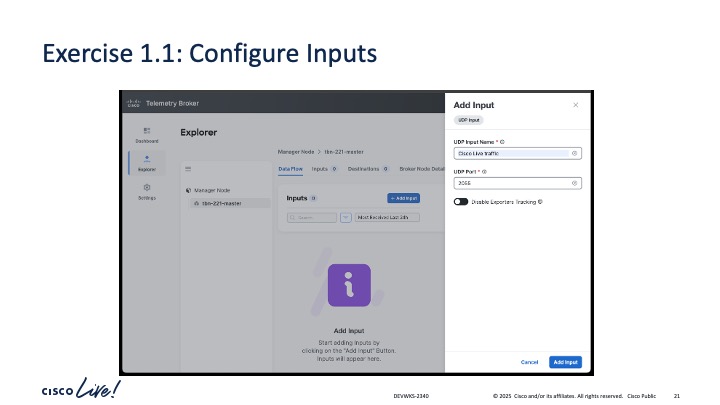 Exercise 1.1: Configure Inputs
cisco Telemetry Broker
Add Input
UDP Input
UDP Input Name *
Cisco Live traffic
UDP Port *
2055
Disable Exporters Tracking
Cancel
Add Input
Dashboard
Explorer
Settings
Explorer
Manager Node
tbn-221-master
Manager Node > tbn-221-master
Data Flow Inputs 0 Destinations 0 Broker Node Detail
Inputs 0
+ Add Input
Search
Most Received Last 24h
Add Input
Start adding inputs by
clicking on the "Add Input" Button.
Inputs will appear here.
CISCO Live!
DEVWKS-2340
© 2025 Cisco and/or its affiliates. All rights reserved. Cisco Public
21